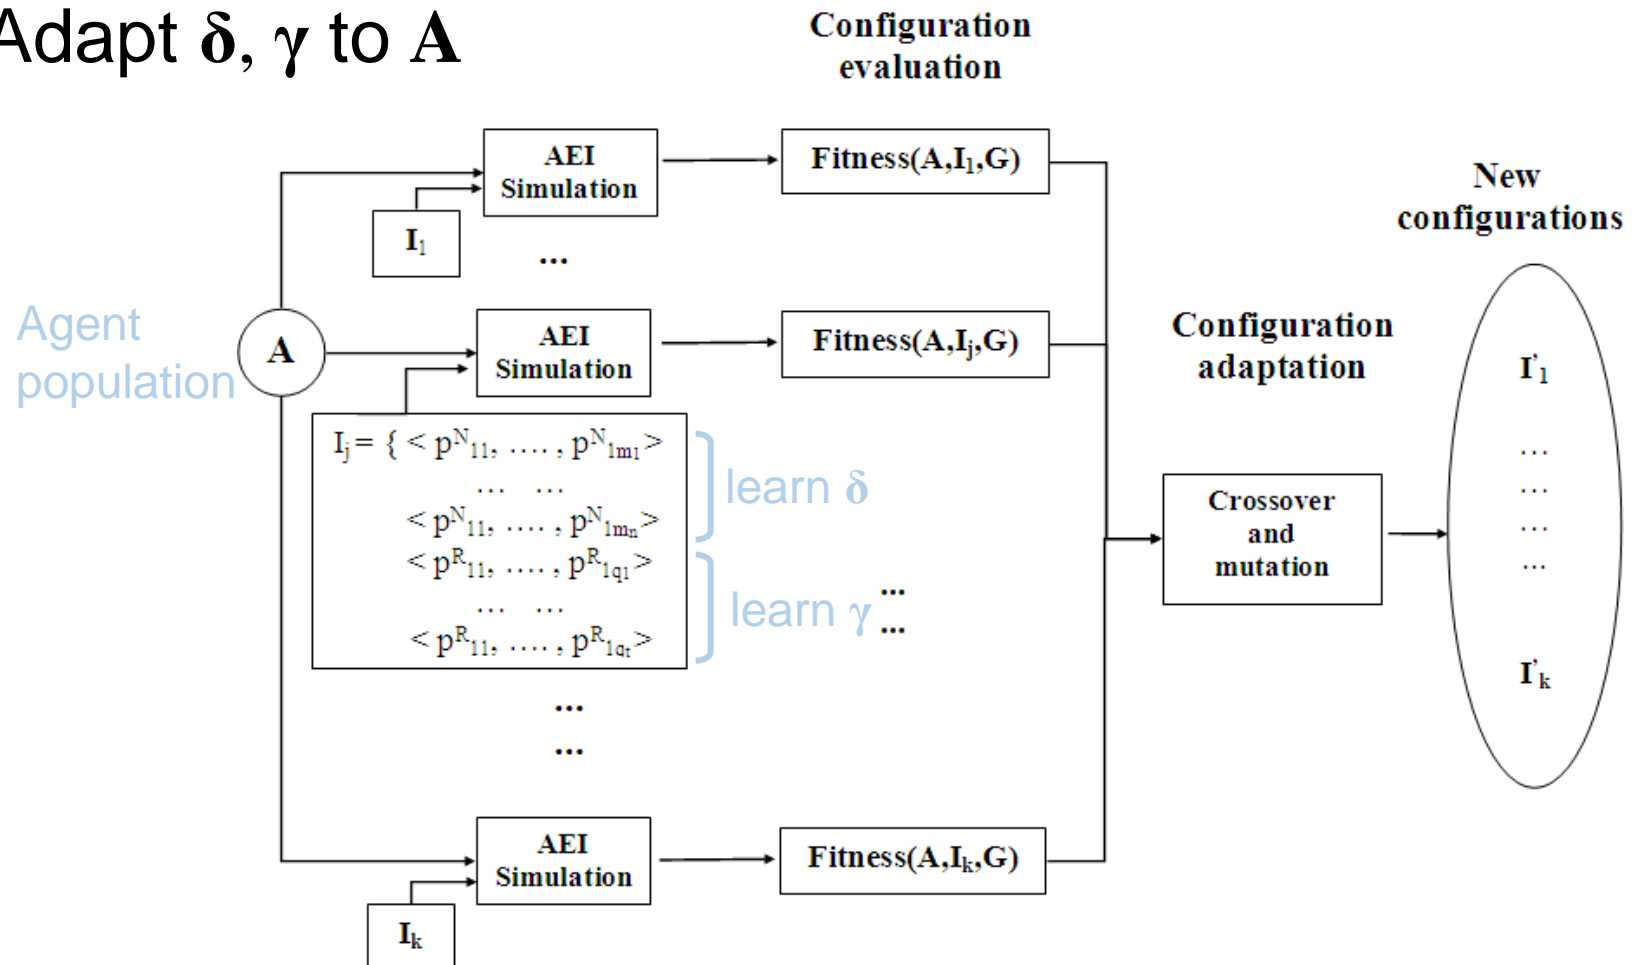 Adapt δ, γ to A
Configuration
evaluation
AEI
Simulation
Fitness(A,I1,G)
I1
...
New
configurations
Agent
population
A
AEI
Simulation
Fitness(A,Ij,G)
Configuration
adaptation
Ij = { < pN11, .... , pN1m1>
... ...
< pN11, .... , pN1mn>
< pR11, .... , pR1q1>
... ...
< pR11, .... , pR1qt>
learn δ
learn γ
...
...
...
...
Crossover
and
mutation
I'1
...
...
...
...
I'k
AEI
Simulation
Fitness(A,Ik,G)
Ik